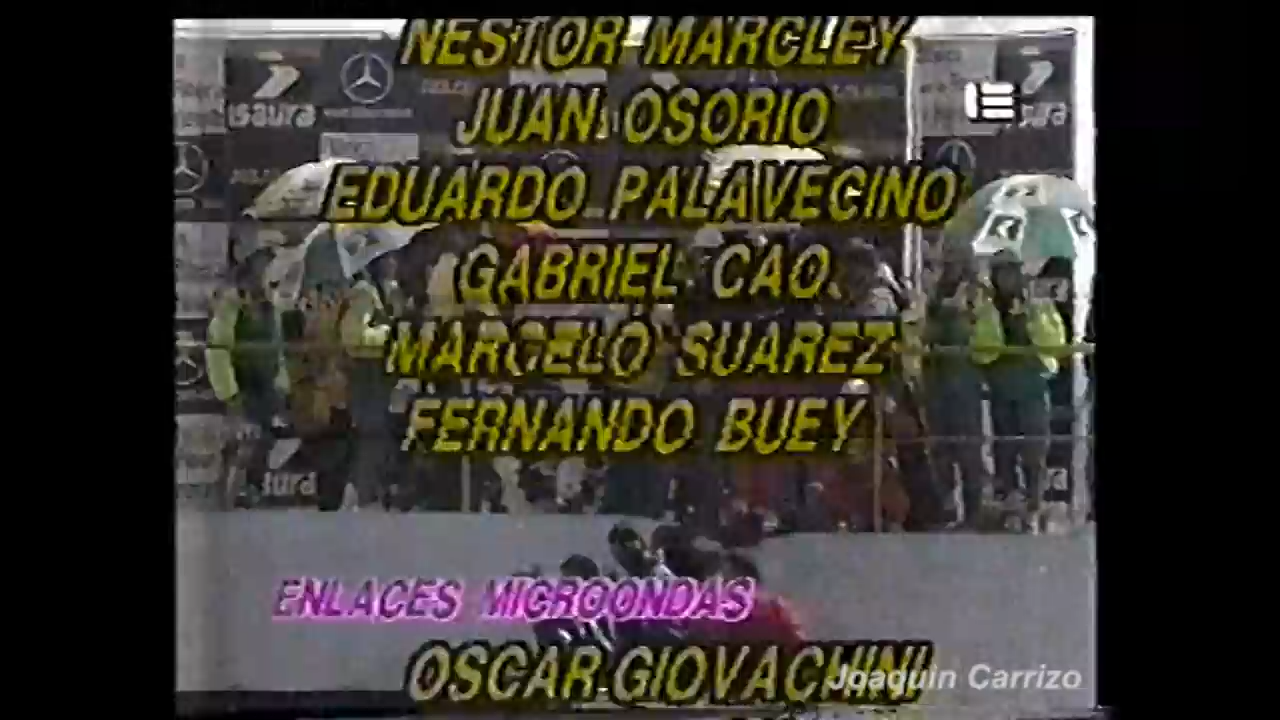 NESTOR MARCLEY
isaura
JUAN OSORIO
EDUARDO PALAVECINO
GABRIEL CAO.
MARCELO SUAREZ
FERNANDO BUEY
ENLACES MICROONDAS
OSCAR GIOVACHINI
Joaquin Carrizo